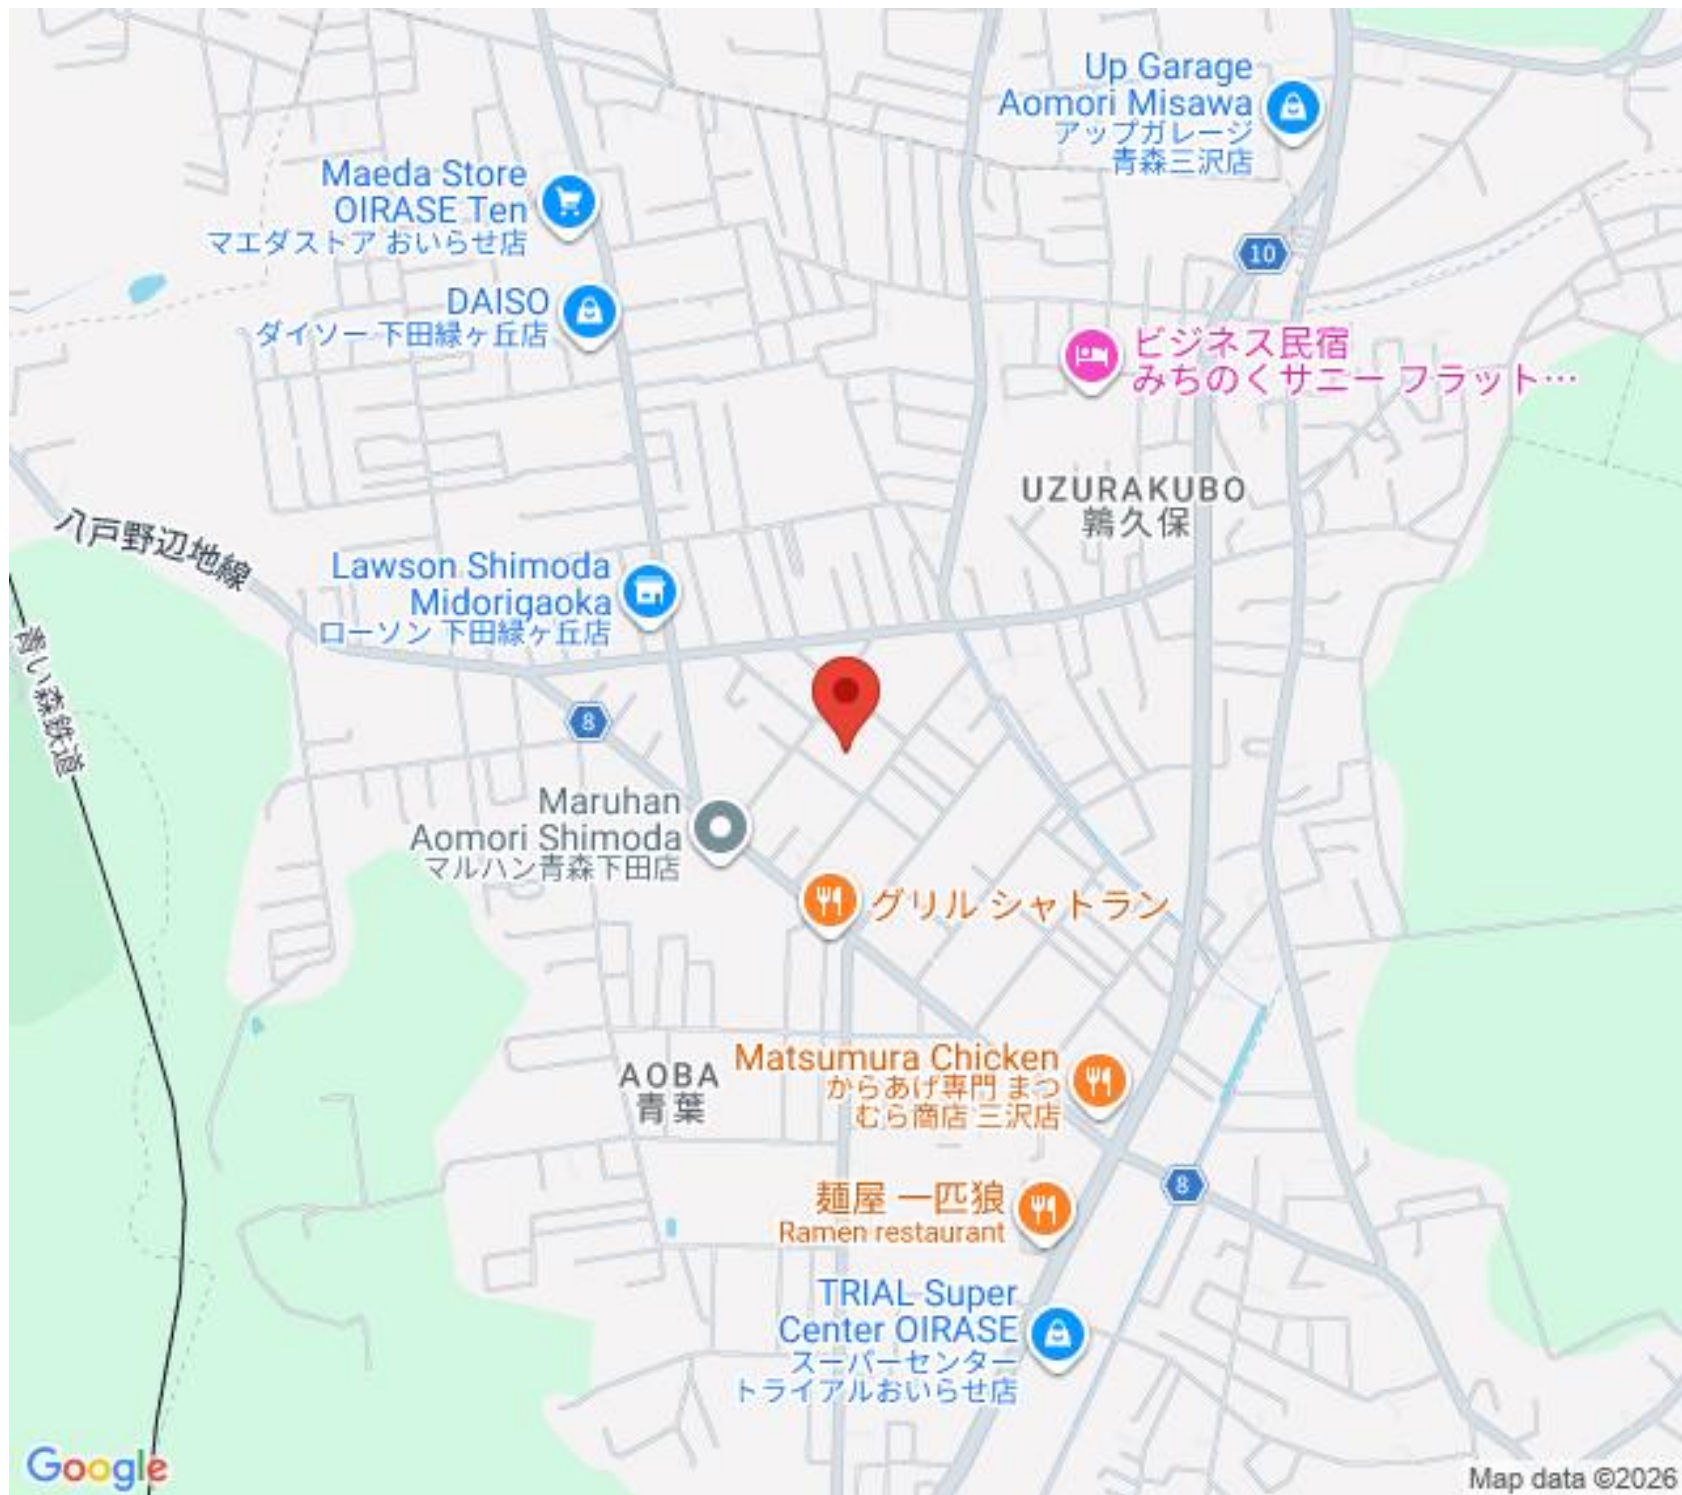 Up Garage
Aomori Misawa
アップガレージ
青森三沢店
Maeda Store
OIRASE Ten
マエダストア おいらせ店
10
DAISO
ダイソー 下田緑ヶ丘店
ビジネス民宿
みちのくサニー フラット…
UZURAKUBO
鶉久保
八戸野辺地線
Lawson Shimoda
Midorigaoka
ローソン 下田緑ヶ丘店
青い森鉄道
8
Maruhan
Aomori Shimoda
マルハン青森下田店
グリル シャトラン
AOBA
青葉
Matsumura Chicken
からあげ専門 まつ
むら商店 三沢店
8
麺屋 一匹狼
Ramen restaurant
TRIAL Super
Center OIRASE
スーパーセンター
トライアルおいらせ店
Google
Map data ©2026